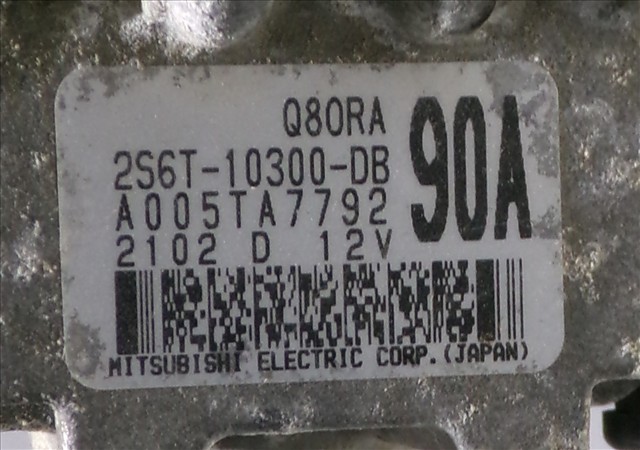 Q80RA
90A
2S6T-10300-DB
A005TA7792
2102 D 12V
MITSUBISHI ELECTRIC CORP.(JAPAN)